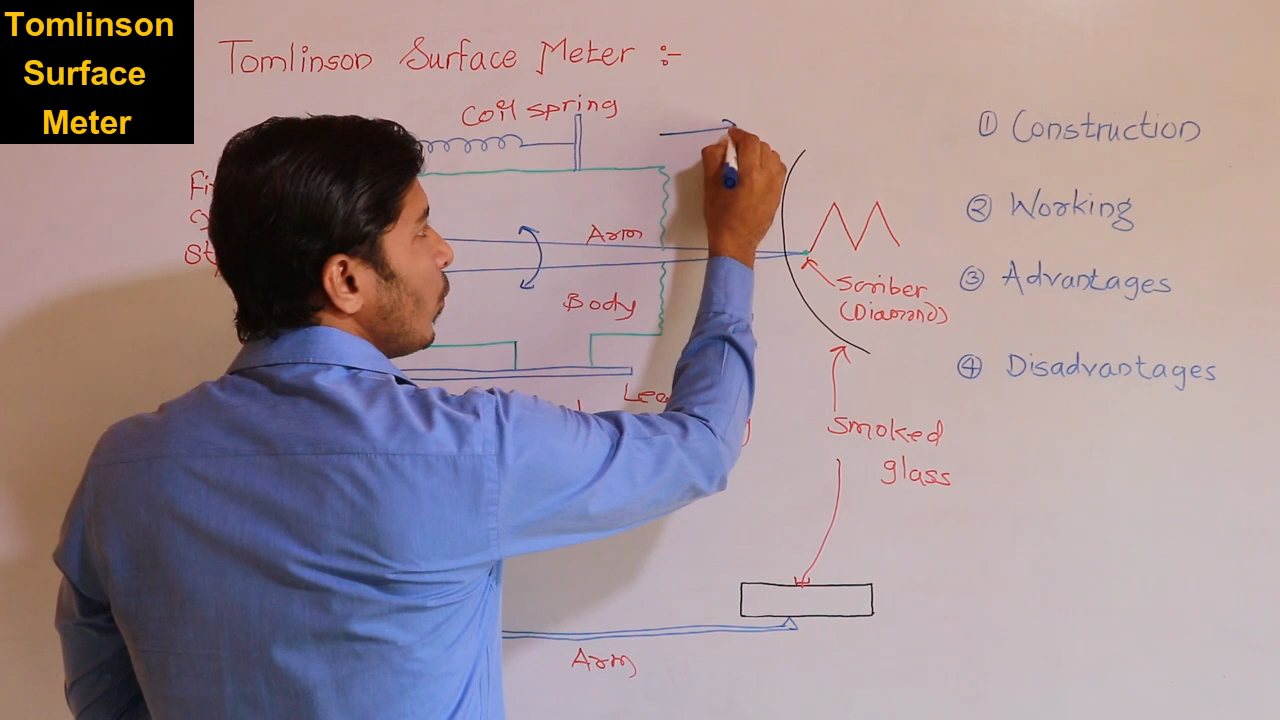 Tomlinson
Surface
Meter
Tomlinson Surface Meter :-
Coil spring
Arm
Body
Scriber
(Diamond)
Smoked
glass
Arm
① Construction
② Working
③ Advantages
④ Disadvantages